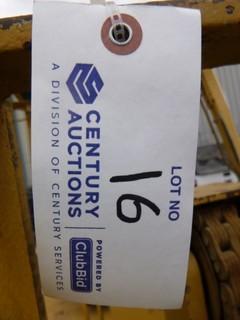 CENTURY
AUCTIONS
A DIVISION OF CENTURY SERVICES
POWERED BY
ClubBid
LOT NO
16